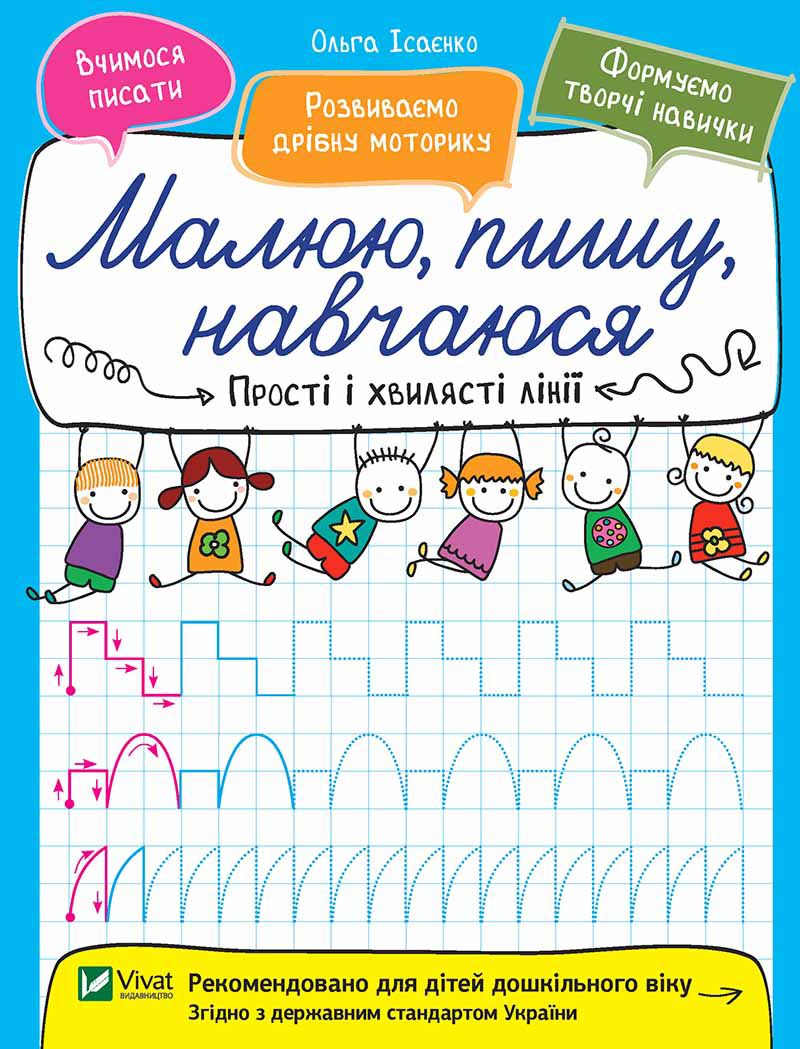 Ольга Ісаєнко
Вчимося
писати
Розвиваємо
дрібну моторику
Формуємо
творчі навички
Малюю, пишу,
навчаюся
Прості і хвилясті лінії
Vivat
ВИДАВНИЦТВО
Рекомендовано для дітей дошкільного віку
Згідно з державним стандартом України